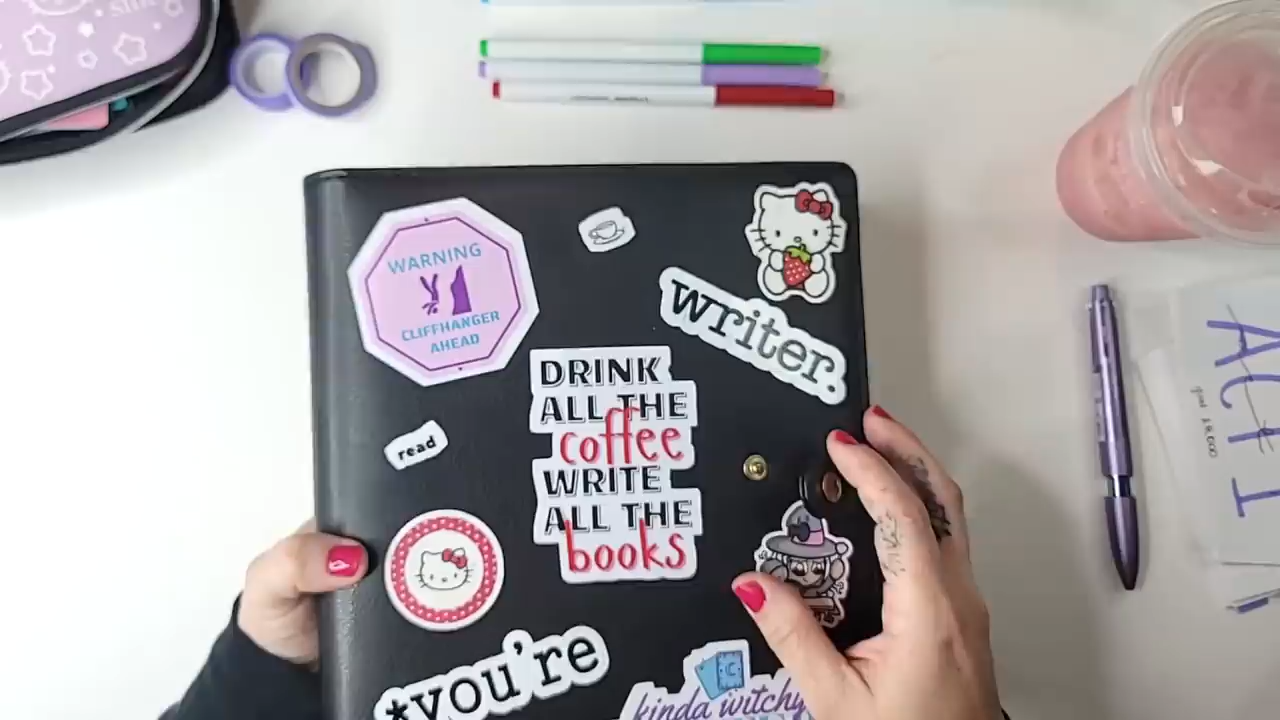 WARNING
CLIFFHANGER
AHEAD
writer.
DRINK
ALL THE
coffee
WRITE
ALL THE
books
read
*you're
kinda witchy
ACT I